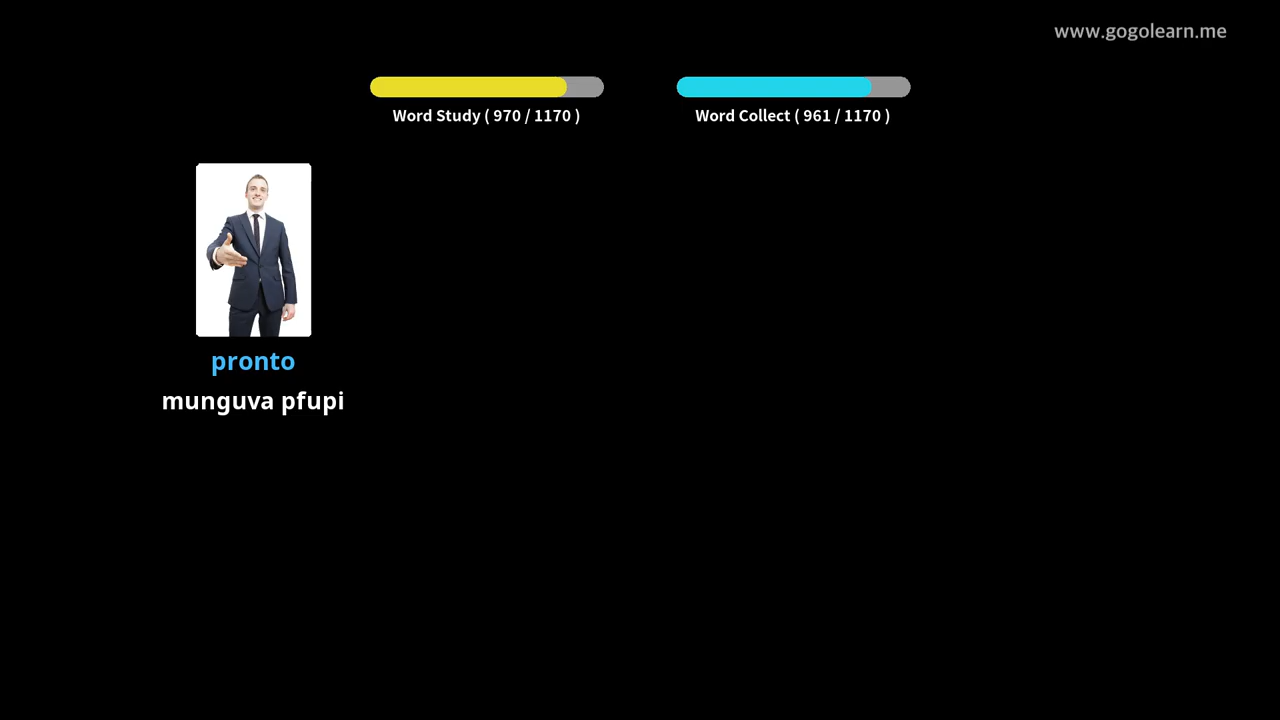 www.gogolearn.me
Word Study ( 970 / 1170 )
Word Collect ( 961 / 1170 )
pronto
munguva pfupi